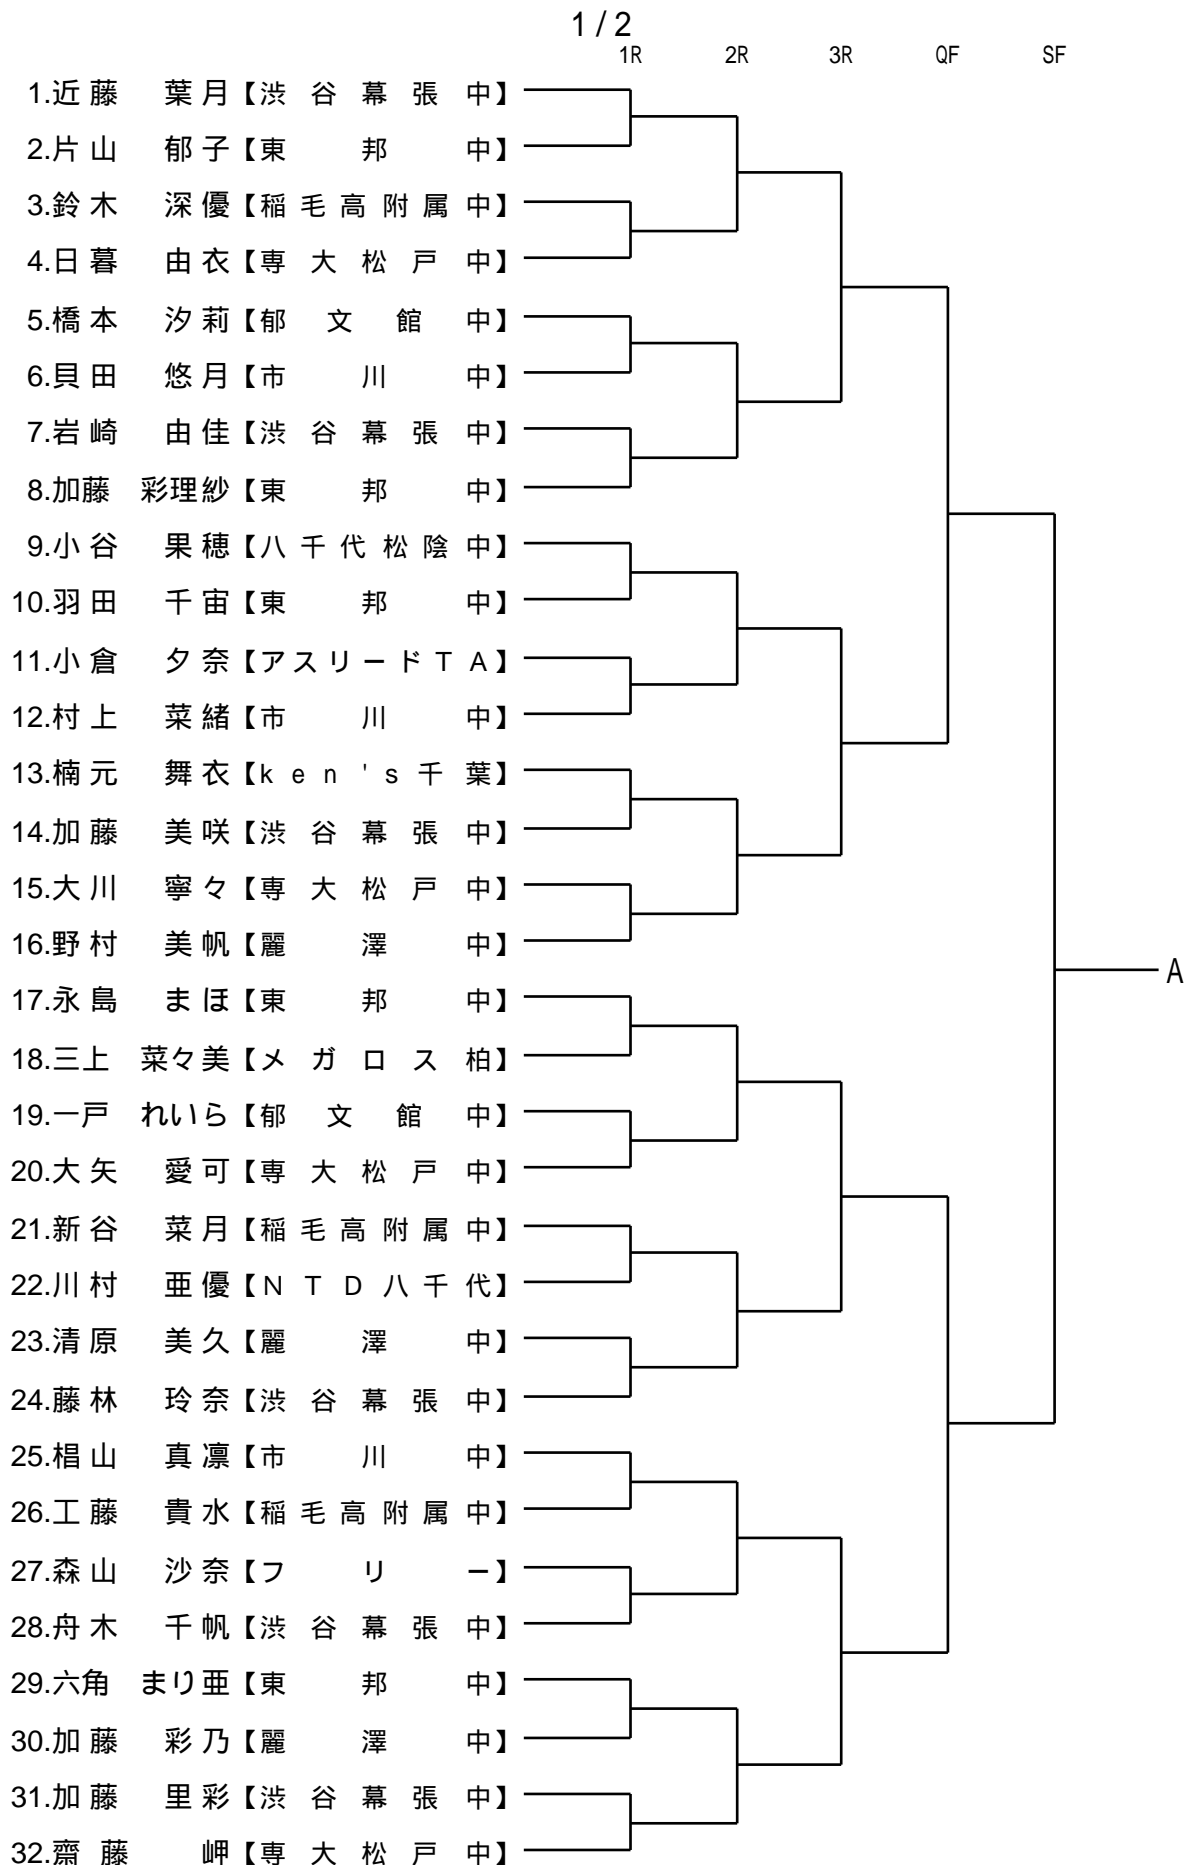 1 / 2
1R 2R 3R QF SF
1.近藤 葉月【渋谷幕張中】
2.片山 郁子【東邦中】
3.鈴木 深優【稲毛高附属中】
4.日暮 由衣【専大松戸中】
5.橋本 汐莉【郁文館中】
6.貝田 悠月【市川中】
7.岩崎 由佳【渋谷幕張中】
8.加藤 彩理紗【東邦中】
9.小谷 果穂【八千代松陰中】
10.羽田 千宙【東邦中】
11.小倉 夕奈【アスリードTA】
12.村上 菜緒【市川中】
13.楠元 舞衣【ken's千葉】
14.加藤 美咲【渋谷幕張中】
15.大川 寧々【専大松戸中】
16.野村 美帆【麗澤中】
A
17.永島 まほ【東邦中】
18.三上 菜々美【メガロス柏】
19.一戸 れいら【郁文館中】
20.大矢 愛可【専大松戸中】
21.新谷 菜月【稲毛高附属中】
22.川村 亜優【NTD八千代】
23.清原 美久【麗澤中】
24.藤林 玲奈【渋谷幕張中】
25.椙山 真凛【市川中】
26.工藤 貴水【稲毛高附属中】
27.森山 沙奈【フリー】
28.舟木 千帆【渋谷幕張中】
29.六角 まり亜【東邦中】
30.加藤 彩乃【麗澤中】
31.加藤 里彩【渋谷幕張中】
32.齋藤 岬【専大松戸中】